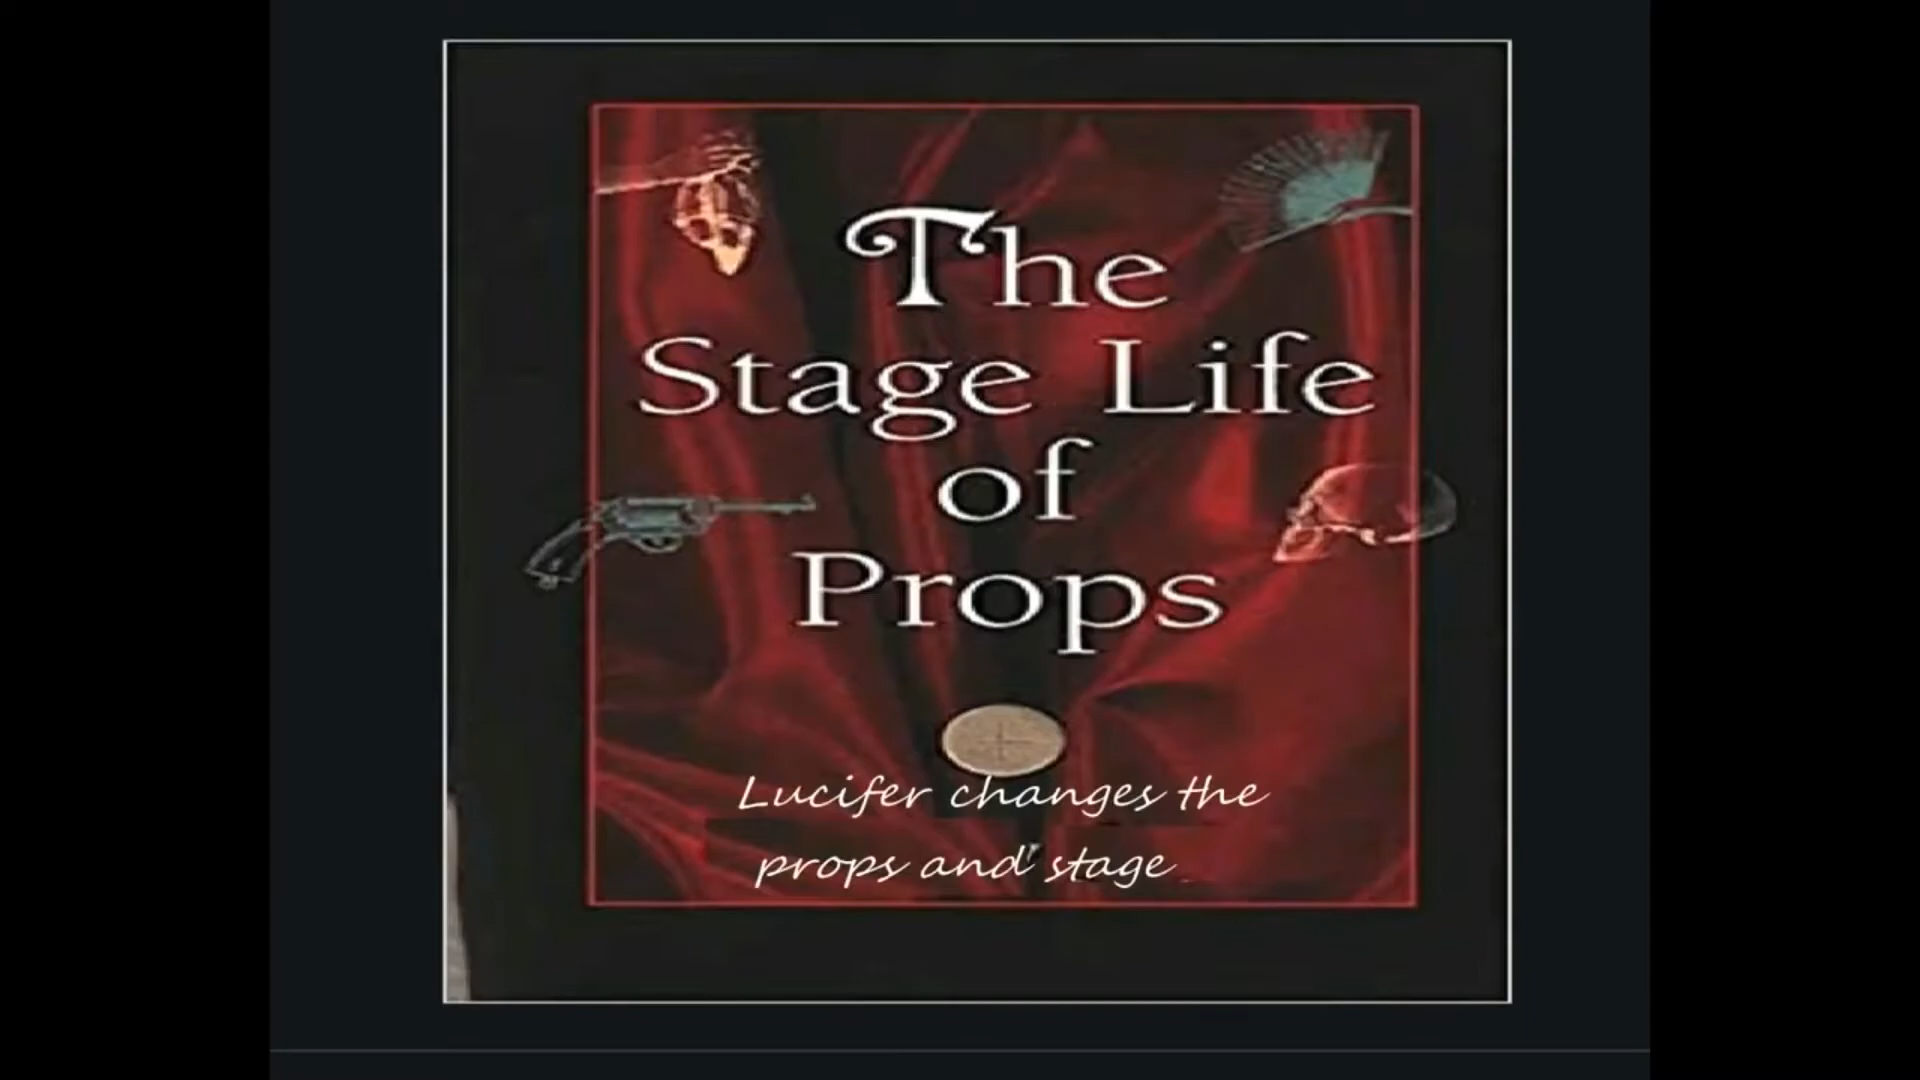 The
Stage Life
of
Props
Lucifer changes the
props and stage